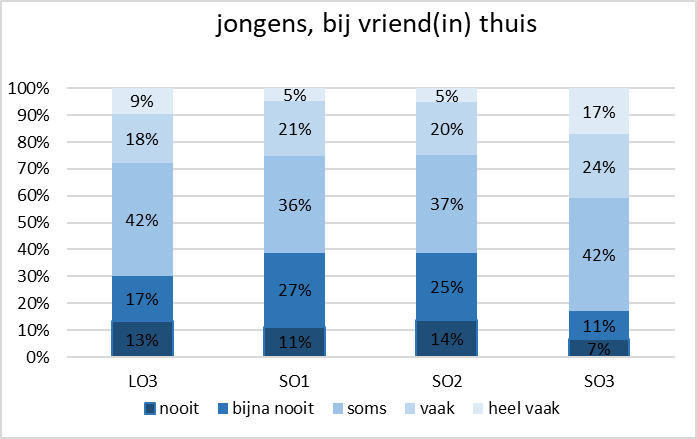 jongens, bij vriend(in) thuis
100%
90%
80%
70%
60%
50%
40%
30%
20%
10%
0%
9% 5% 5% 17%
18% 21% 20% 24%
42% 36% 37% 42%
17% 27% 25% 11%
13% 11% 14% 7%
LO3 SO1 SO2 SO3
nooit bijna nooit soms vaak heel vaak